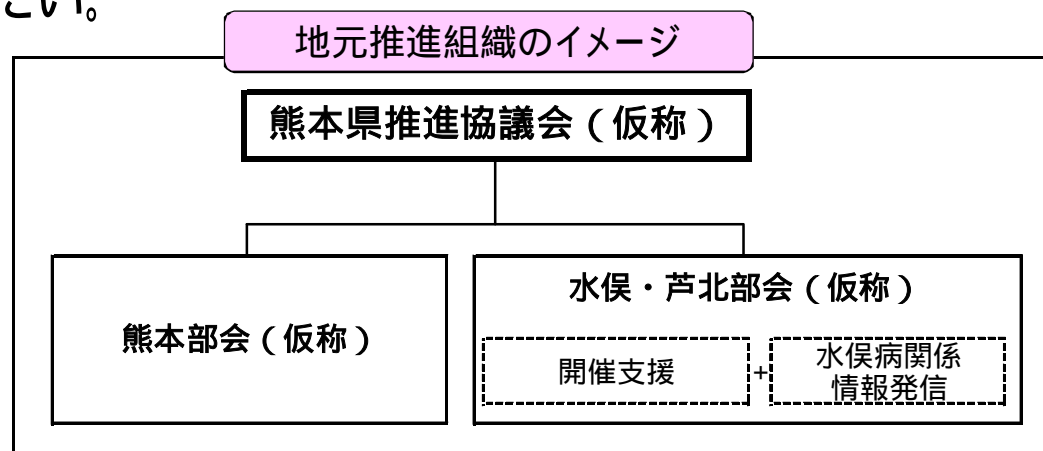 さい。
地元推進組織のイメージ
熊本県推進協議会（仮称）
熊本部会（仮称）
水俣・芦北部会（仮称）
開催支援
+
水俣病関係
情報発信